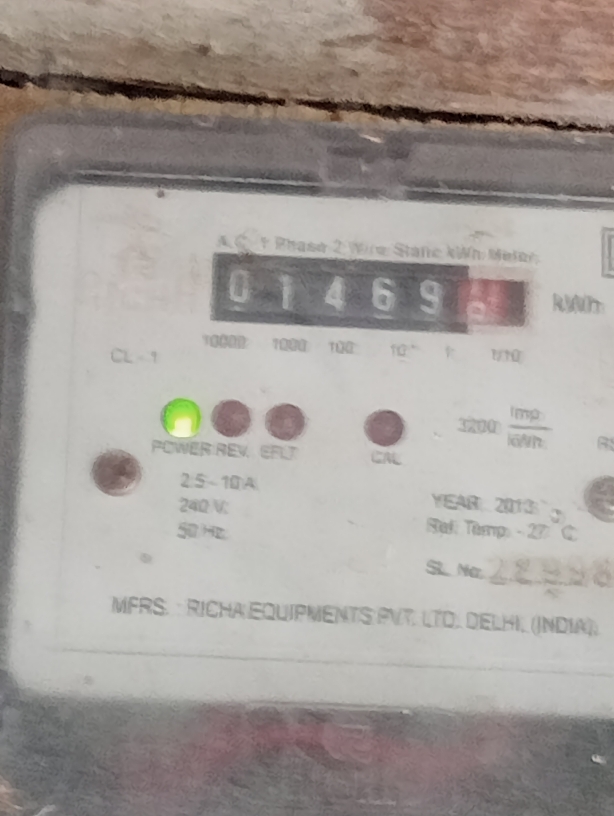 A.C. 1 Phase 2 Wire Static kWh Meter
0 1 4 6 9
kWh
10000 1000 100 10 1 1/10
CL - 1
3200 Imp
kWh
POWER REV. EFLT CAL
2.5 - 10 A
240 V.
50 Hz.
YEAR 2013
Ref. Temp. - 27° C
SL No.
MFRS. : RICHA EQUIPMENTS PVT. LTD. DELHI. (INDIA).